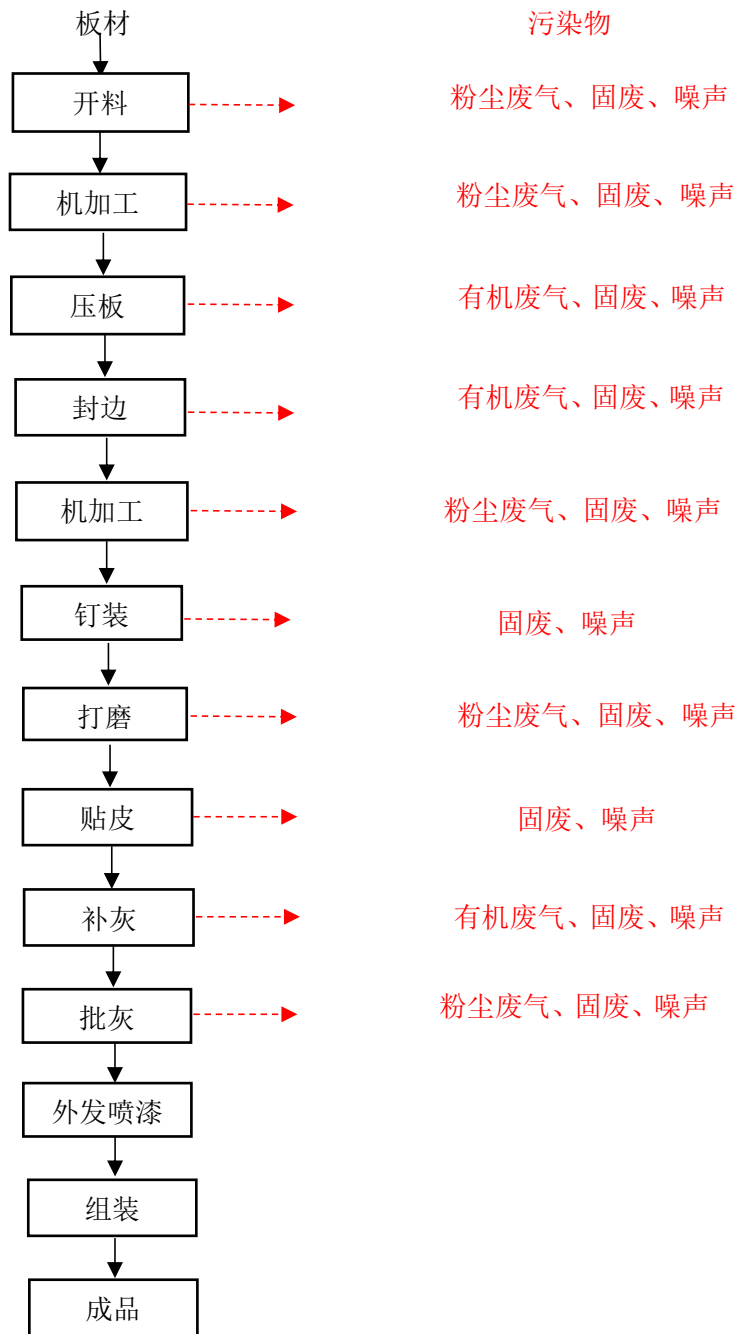 板材 污染物
开料 粉尘废气、固废、噪声
机加工 粉尘废气、固废、噪声
压板 有机废气、固废、噪声
封边 有机废气、固废、噪声
机加工 粉尘废气、固废、噪声
钉装 固废、噪声
打磨 粉尘废气、固废、噪声
贴皮 固废、噪声
补灰 有机废气、固废、噪声
批灰 粉尘废气、固废、噪声
外发喷漆
组装
成品